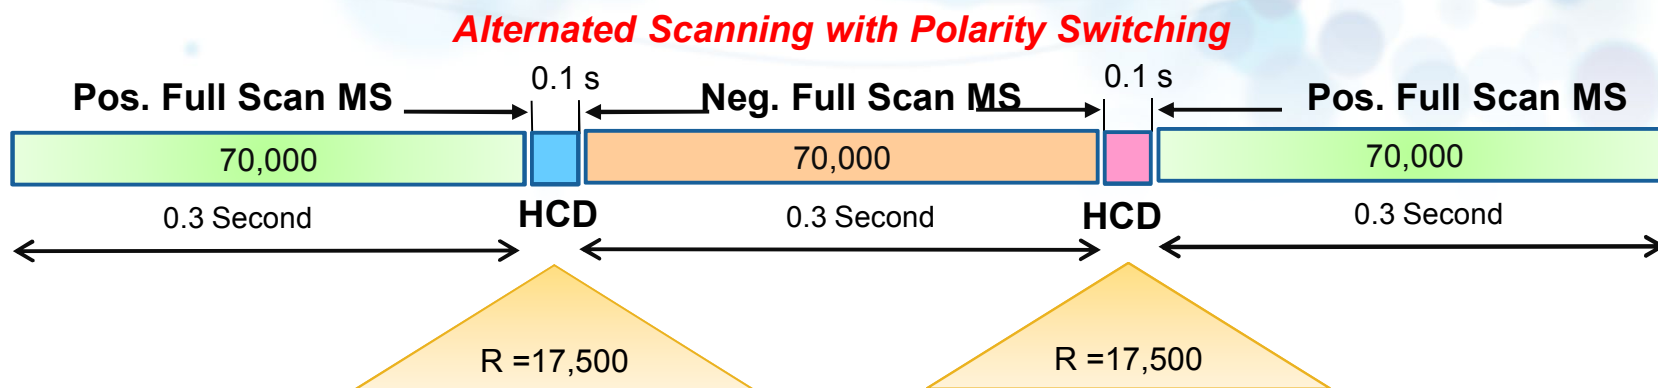 Alternated Scanning with Polarity Switching
0.1 s
0.1 s
Pos. Full Scan MS
Neg. Full Scan MS
Pos. Full Scan MS
70,000
70,000
70,000
0.3 Second
HCD
0.3 Second
HCD
0.3 Second
R =17,500
R =17,500